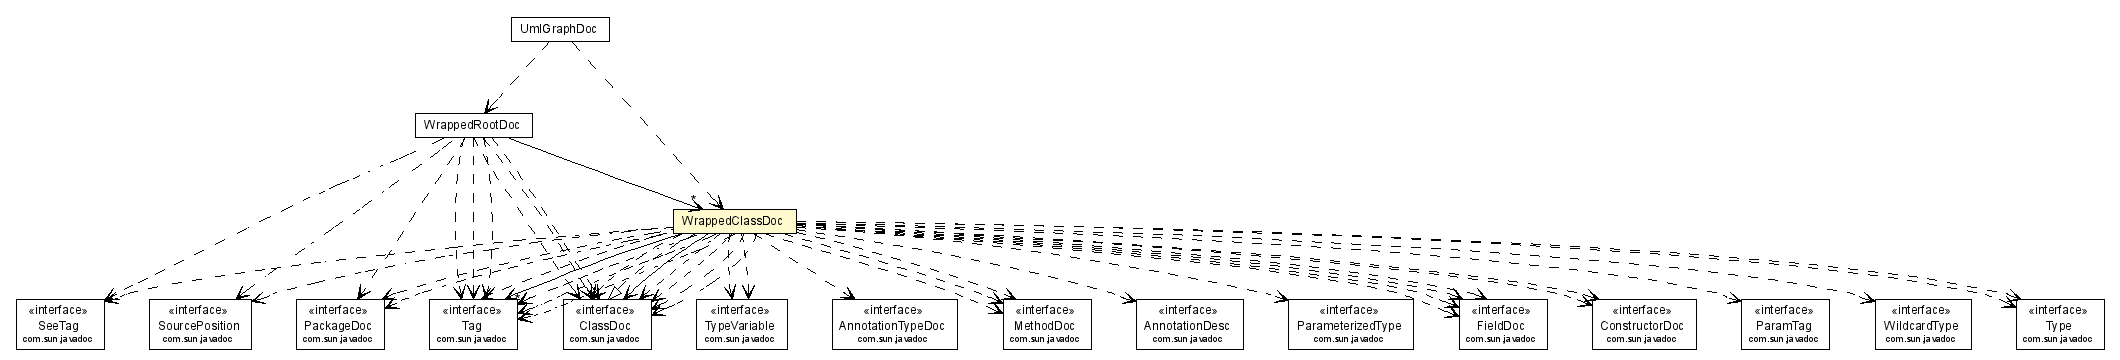 UmlGraphDoc
WrappedRootDoc
*
WrappedClassDoc
«interface»
SeeTag
com.sun.javadoc
«interface»
SourcePosition
com.sun.javadoc
«interface»
PackageDoc
com.sun.javadoc
«interface»
Tag
com.sun.javadoc
«interface»
ClassDoc
com.sun.javadoc
«interface»
TypeVariable
com.sun.javadoc
«interface»
AnnotationTypeDoc
com.sun.javadoc
«interface»
MethodDoc
com.sun.javadoc
«interface»
AnnotationDesc
com.sun.javadoc
«interface»
ParameterizedType
com.sun.javadoc
«interface»
FieldDoc
com.sun.javadoc
«interface»
ConstructorDoc
com.sun.javadoc
«interface»
ParamTag
com.sun.javadoc
«interface»
WildcardType
com.sun.javadoc
«interface»
Type
com.sun.javadoc